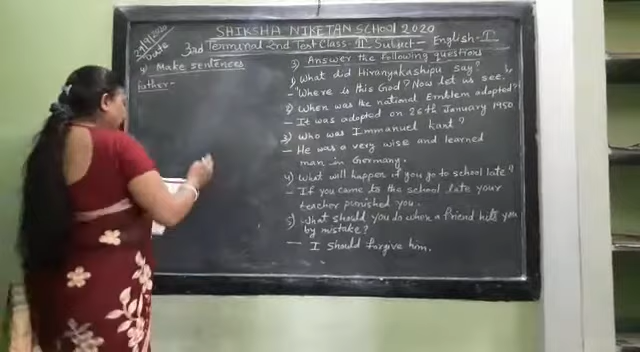 SHIKSHA NIKETAN SCHOOL 2020
3rd Terminal 2nd Test Class- II Subject- English-I
21/9/2020
4) Make sentences
father-
3) Answer the following questions
1) What did Hiranyakashipu say?
- "Where is this God? Now let us see."
2) When was the national Emblem adopted?
- It was adopted on 26th January 1950
3) Who was Immanuel Kant?
- He was a very wise and learned
man in Germany.
4) What will happen if you go to school late?
- If you came to the school late your
teacher punished you.
5) What should you do when a friend hits you
by mistake?
- I should forgive him.